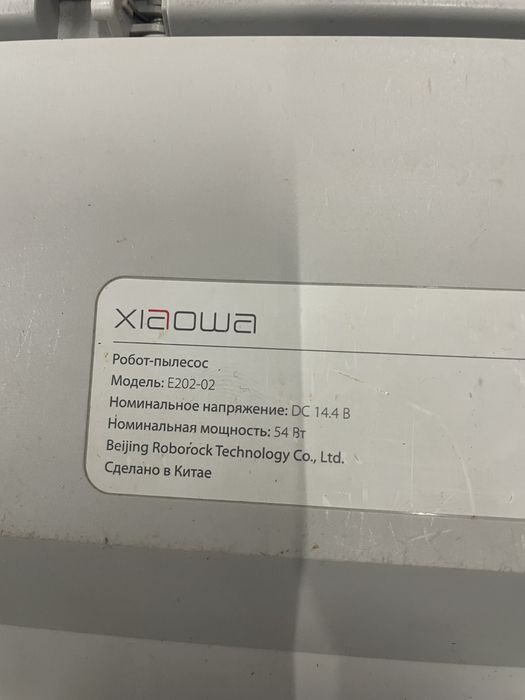 xiaowa
Робот-пылесос
Модель: E202-02
Номинальное напряжение: DC 14.4 В
Номинальная мощность: 54 Вт
Beijing Roborock Technology Co., Ltd.
Сделано в Китае